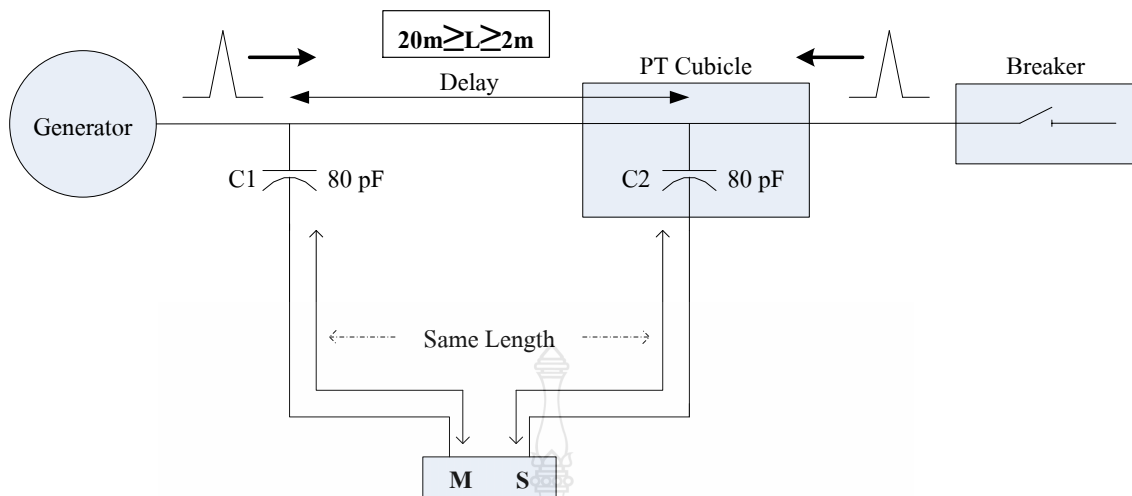 20m≥L≥2m
PT Cubicle
Breaker
Delay
Generator
C1
80 pF
C2
80 pF
Same Length
M
S